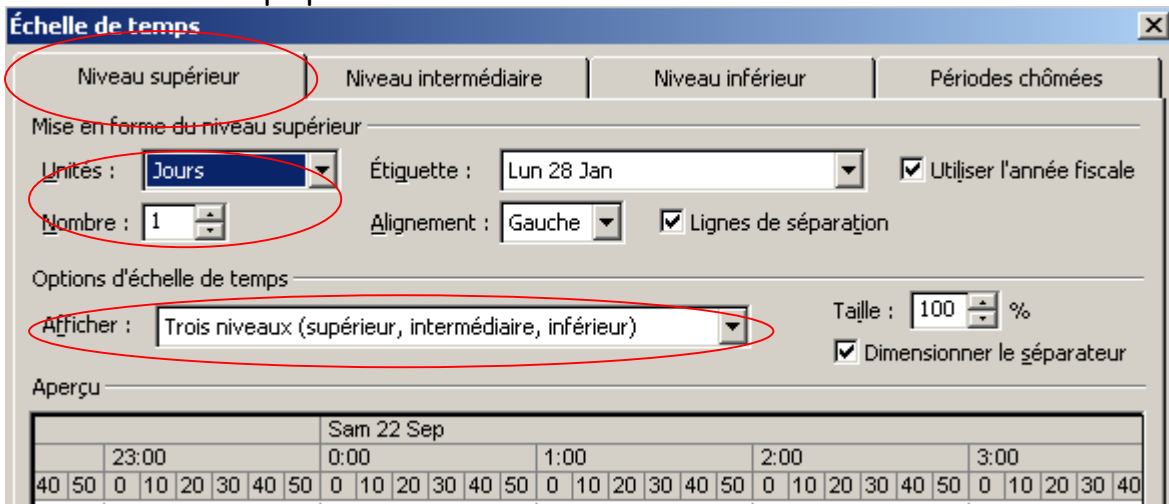 Échelle de temps
Niveau supérieur Niveau intermédiaire Niveau inférieur Périodes chômées
Mise en forme du niveau supérieur
Unités : Jours Étiquette : Lun 28 Jan Utiliser l'année fiscale
Nombre : 1 Alignement : Gauche Lignes de séparation
Options d'échelle de temps
Afficher : Trois niveaux (supérieur, intermédiaire, inférieur) Taille : 100 %
Dimensionner le séparateur
Aperçu
Sam 22 Sep
23:00 0:00 1:00 2:00 3:00
40 50 0 10 20 30 40 50 0 10 20 30 40 50 0 10 20 30 40 50 0 10 20 30 40 50 0 10 20 30 40